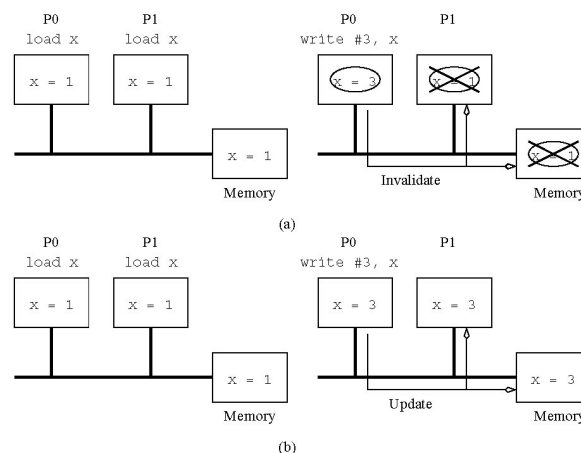 P0 P1 P0 P1
load x load x write #3, x
x = 1 x = 1 x = 3 x = 1
x = 1 x = 1
Invalidate
Memory Memory
(a)
P0 P1 P0 P1
load x load x write #3, x
x = 1 x = 1 x = 3 x = 3
x = 1 x = 3
Update
Memory Memory
(b)